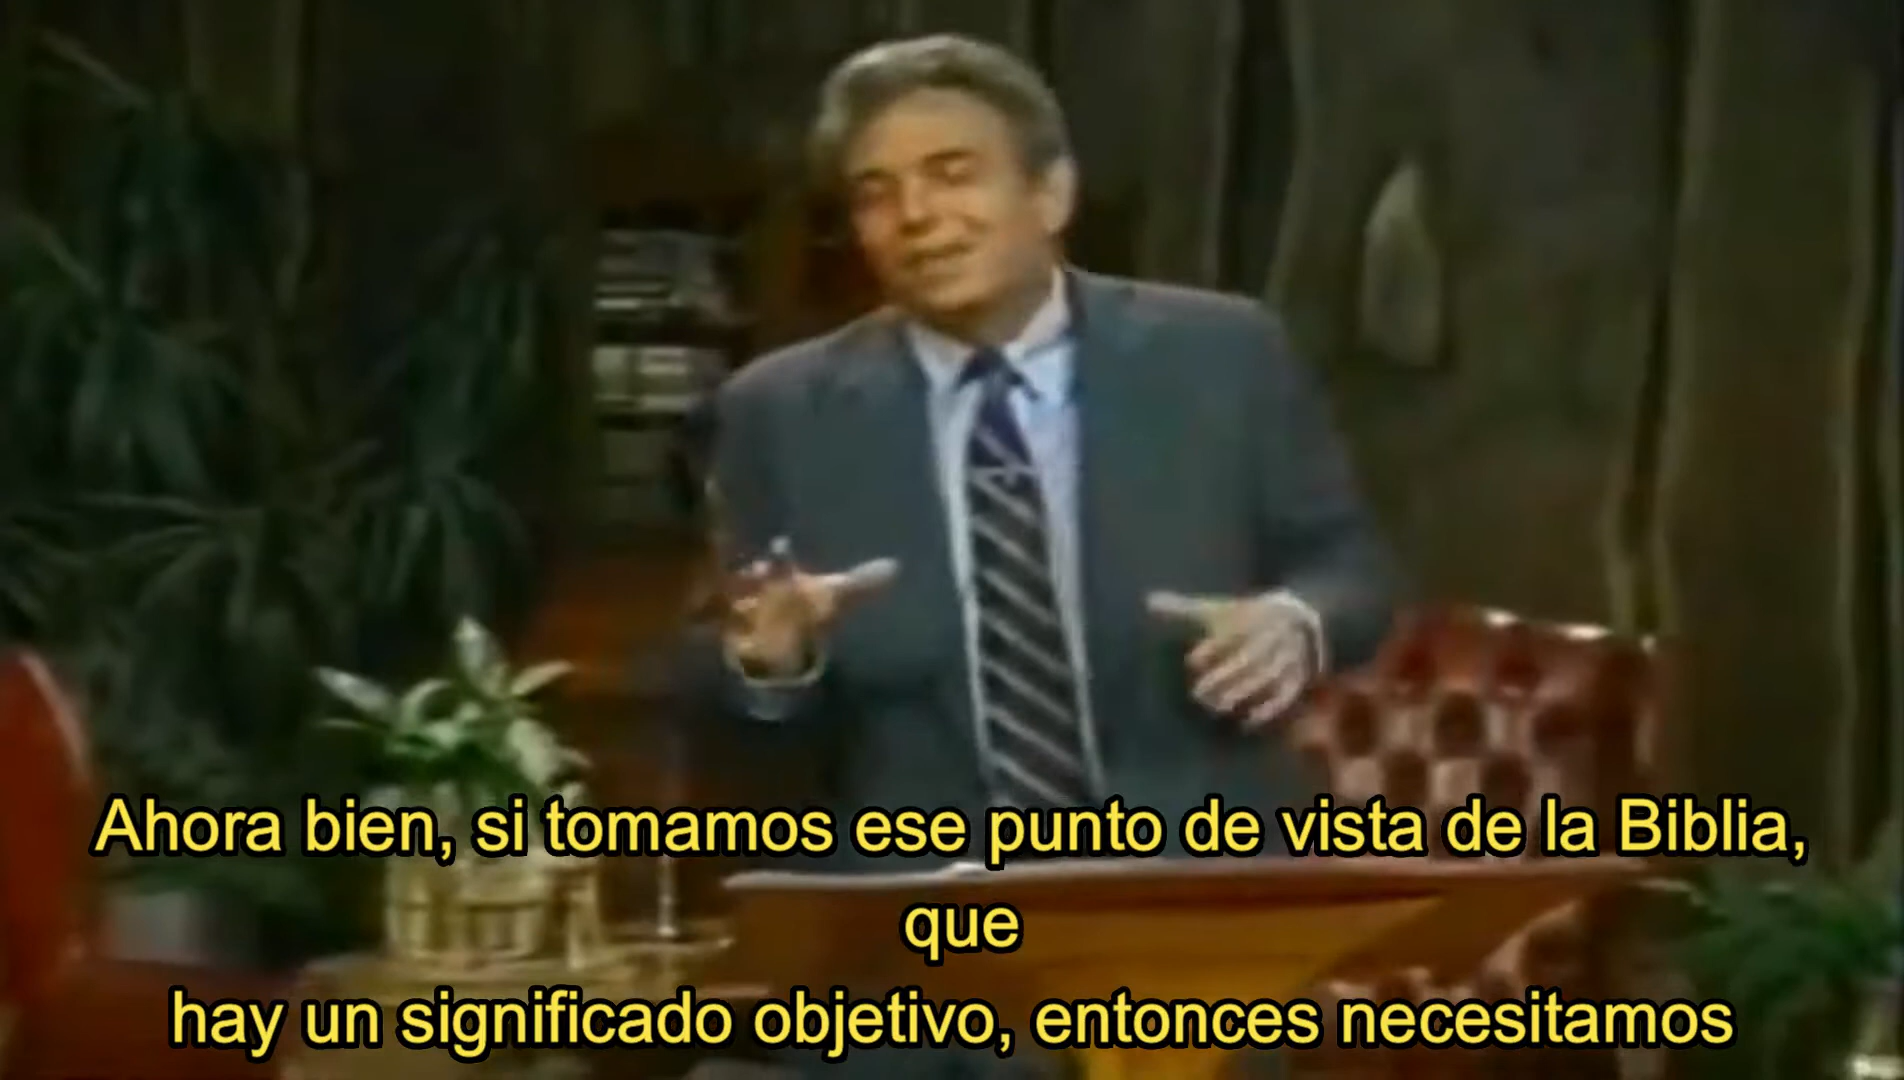 Ahora bien, si tomamos ese punto de vista de la Biblia,
que
hay un significado objetivo, entonces necesitamos